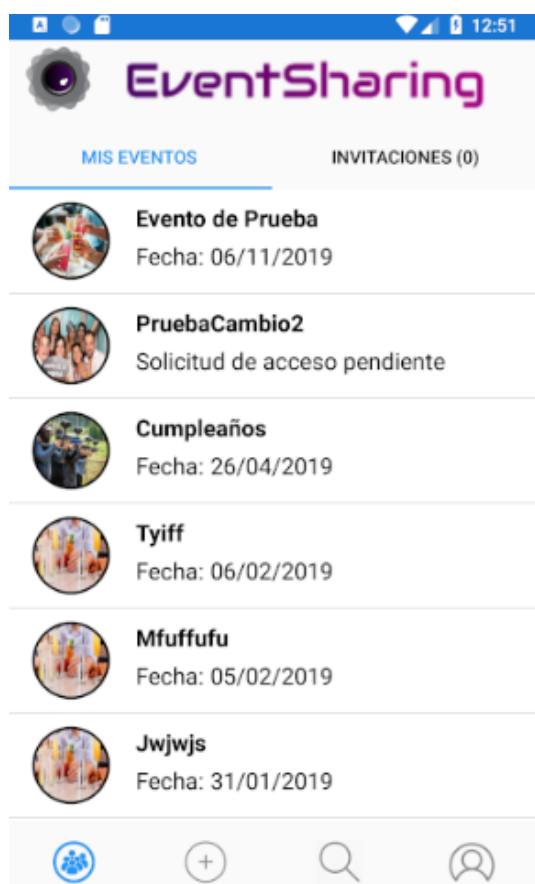 12:51
EventSharing
MIS EVENTOS
INVITACIONES (0)
Evento de Prueba
Fecha: 06/11/2019
PruebaCambio2
Solicitud de acceso pendiente
Cumpleaños
Fecha: 26/04/2019
Tyiff
Fecha: 06/02/2019
Mfuffufu
Fecha: 05/02/2019
Jwjwjs
Fecha: 31/01/2019